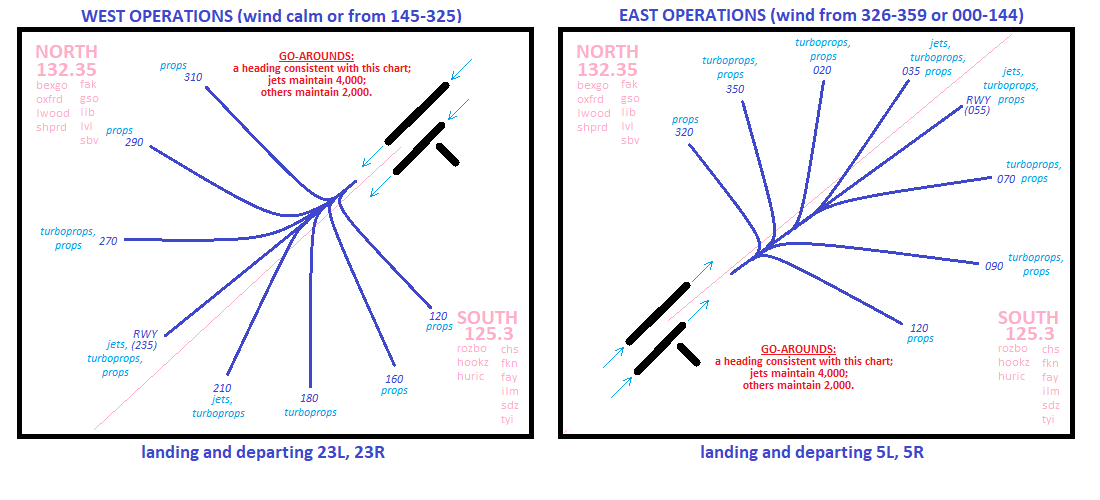 WEST OPERATIONS (wind calm or from 145-325)
NORTH
132.35
bexgo fak
oxfrd gso
lwood lib
shprd lvl
sbv
props
310
props
290
turboprops,
props
270
RWY
jets, (235)
turboprops,
props
210
jets,
turboprops
180
turboprops
160
props
120
props
GO-AROUNDS:
a heading consistent with this chart;
jets maintain 4,000;
others maintain 2,000.
SOUTH
125.3
rozbo chs
hookz fkn
huric fay
ilm
sdz
tyi
landing and departing 23L, 23R
EAST OPERATIONS (wind from 326-359 or 000-144)
NORTH
132.35
bexgo fak
oxfrd gso
lwood lib
shprd lvl
sbv
props
320
turboprops,
props
350
turboprops,
props
020
jets,
turboprops,
035 props
jets,
turboprops,
RWY props
(055)
turboprops,
070 props
turboprops,
090 props
120
props
GO-AROUNDS:
a heading consistent with this chart;
jets maintain 4,000;
others maintain 2,000.
SOUTH
125.3
rozbo chs
hookz fkn
huric fay
ilm
sdz
tyi
landing and departing 5L, 5R